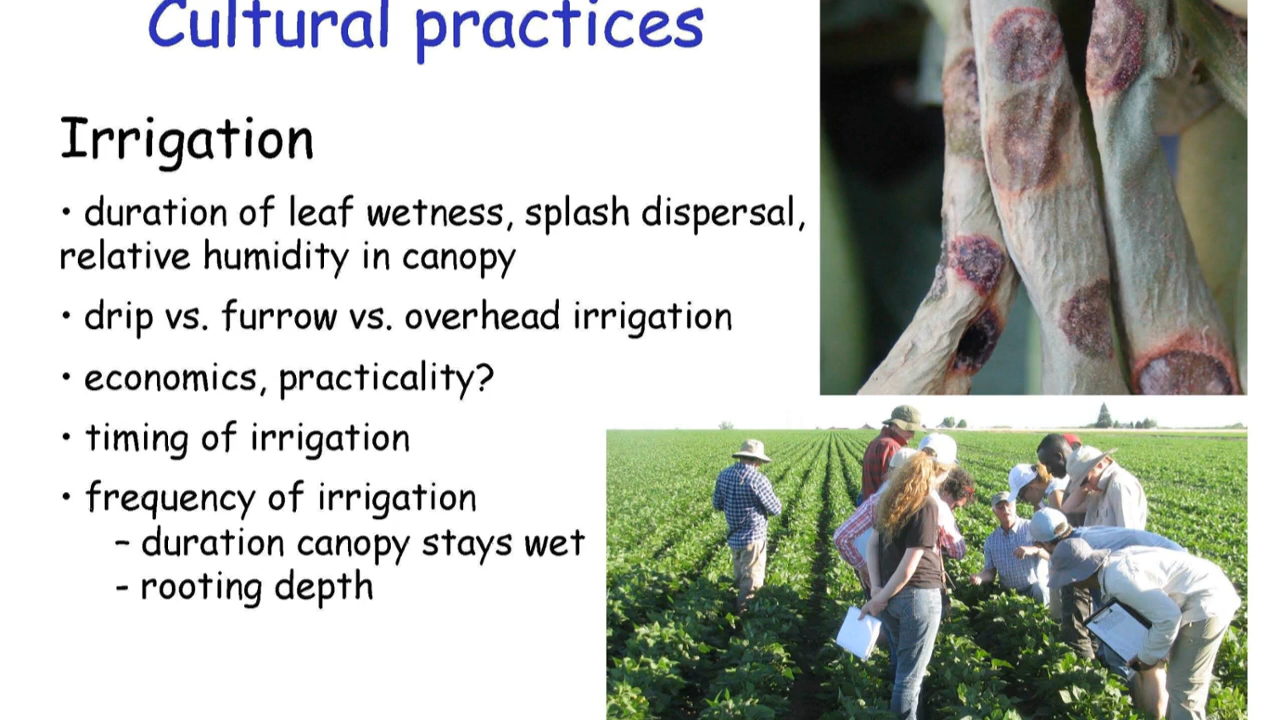 Cultural practices
Irrigation
• duration of leaf wetness, splash dispersal,
relative humidity in canopy
• drip vs. furrow vs. overhead irrigation
• economics, practicality?
• timing of irrigation
• frequency of irrigation
– duration canopy stays wet
- rooting depth